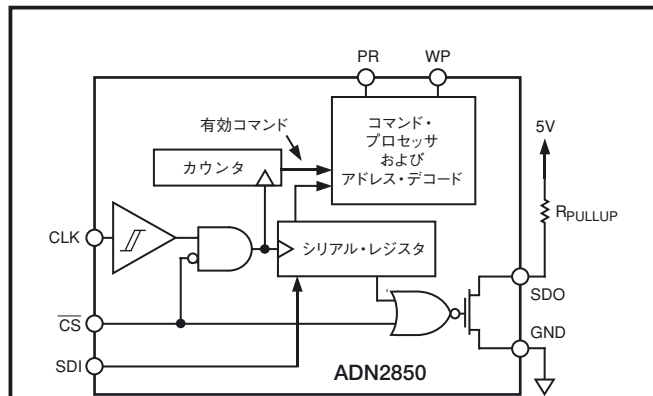 PR
WP
有効コマンド
コマンド・
プロセッサ
および
アドレス・デコード
5V
カウンタ
RPULLUP
CLK
シリアル・レジスタ
SDO
CS
GND
SDI
ADN2850